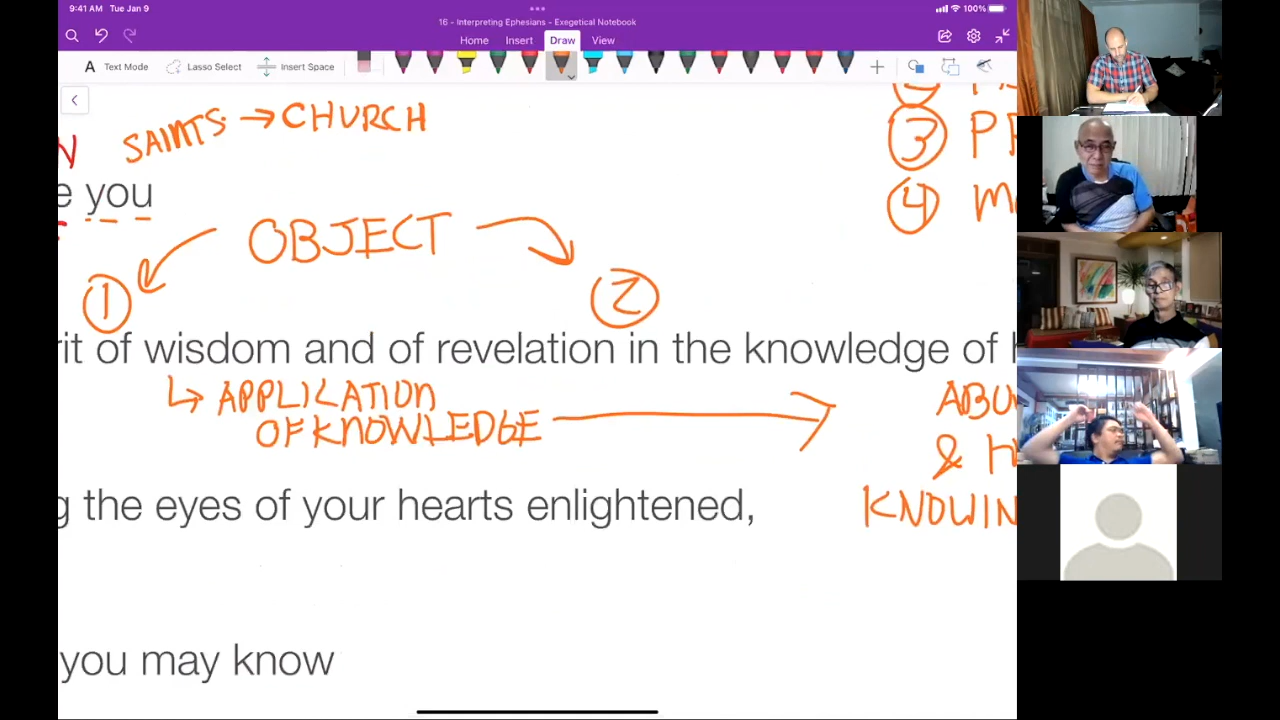 9:41 AM Tue Jan 9
100%
16 - Interpreting Ephesians - Exegetical Notebook
Home Insert Draw View
A Text Mode Lasso Select Insert Space
SAINTS → CHURCH
3
e you
4
OBJECT
1 2
rit of wisdom and of revelation in the knowledge of
APPLICATION
OF KNOWLEDGE
&
g the eyes of your hearts enlightened,
KNOWIN
you may know